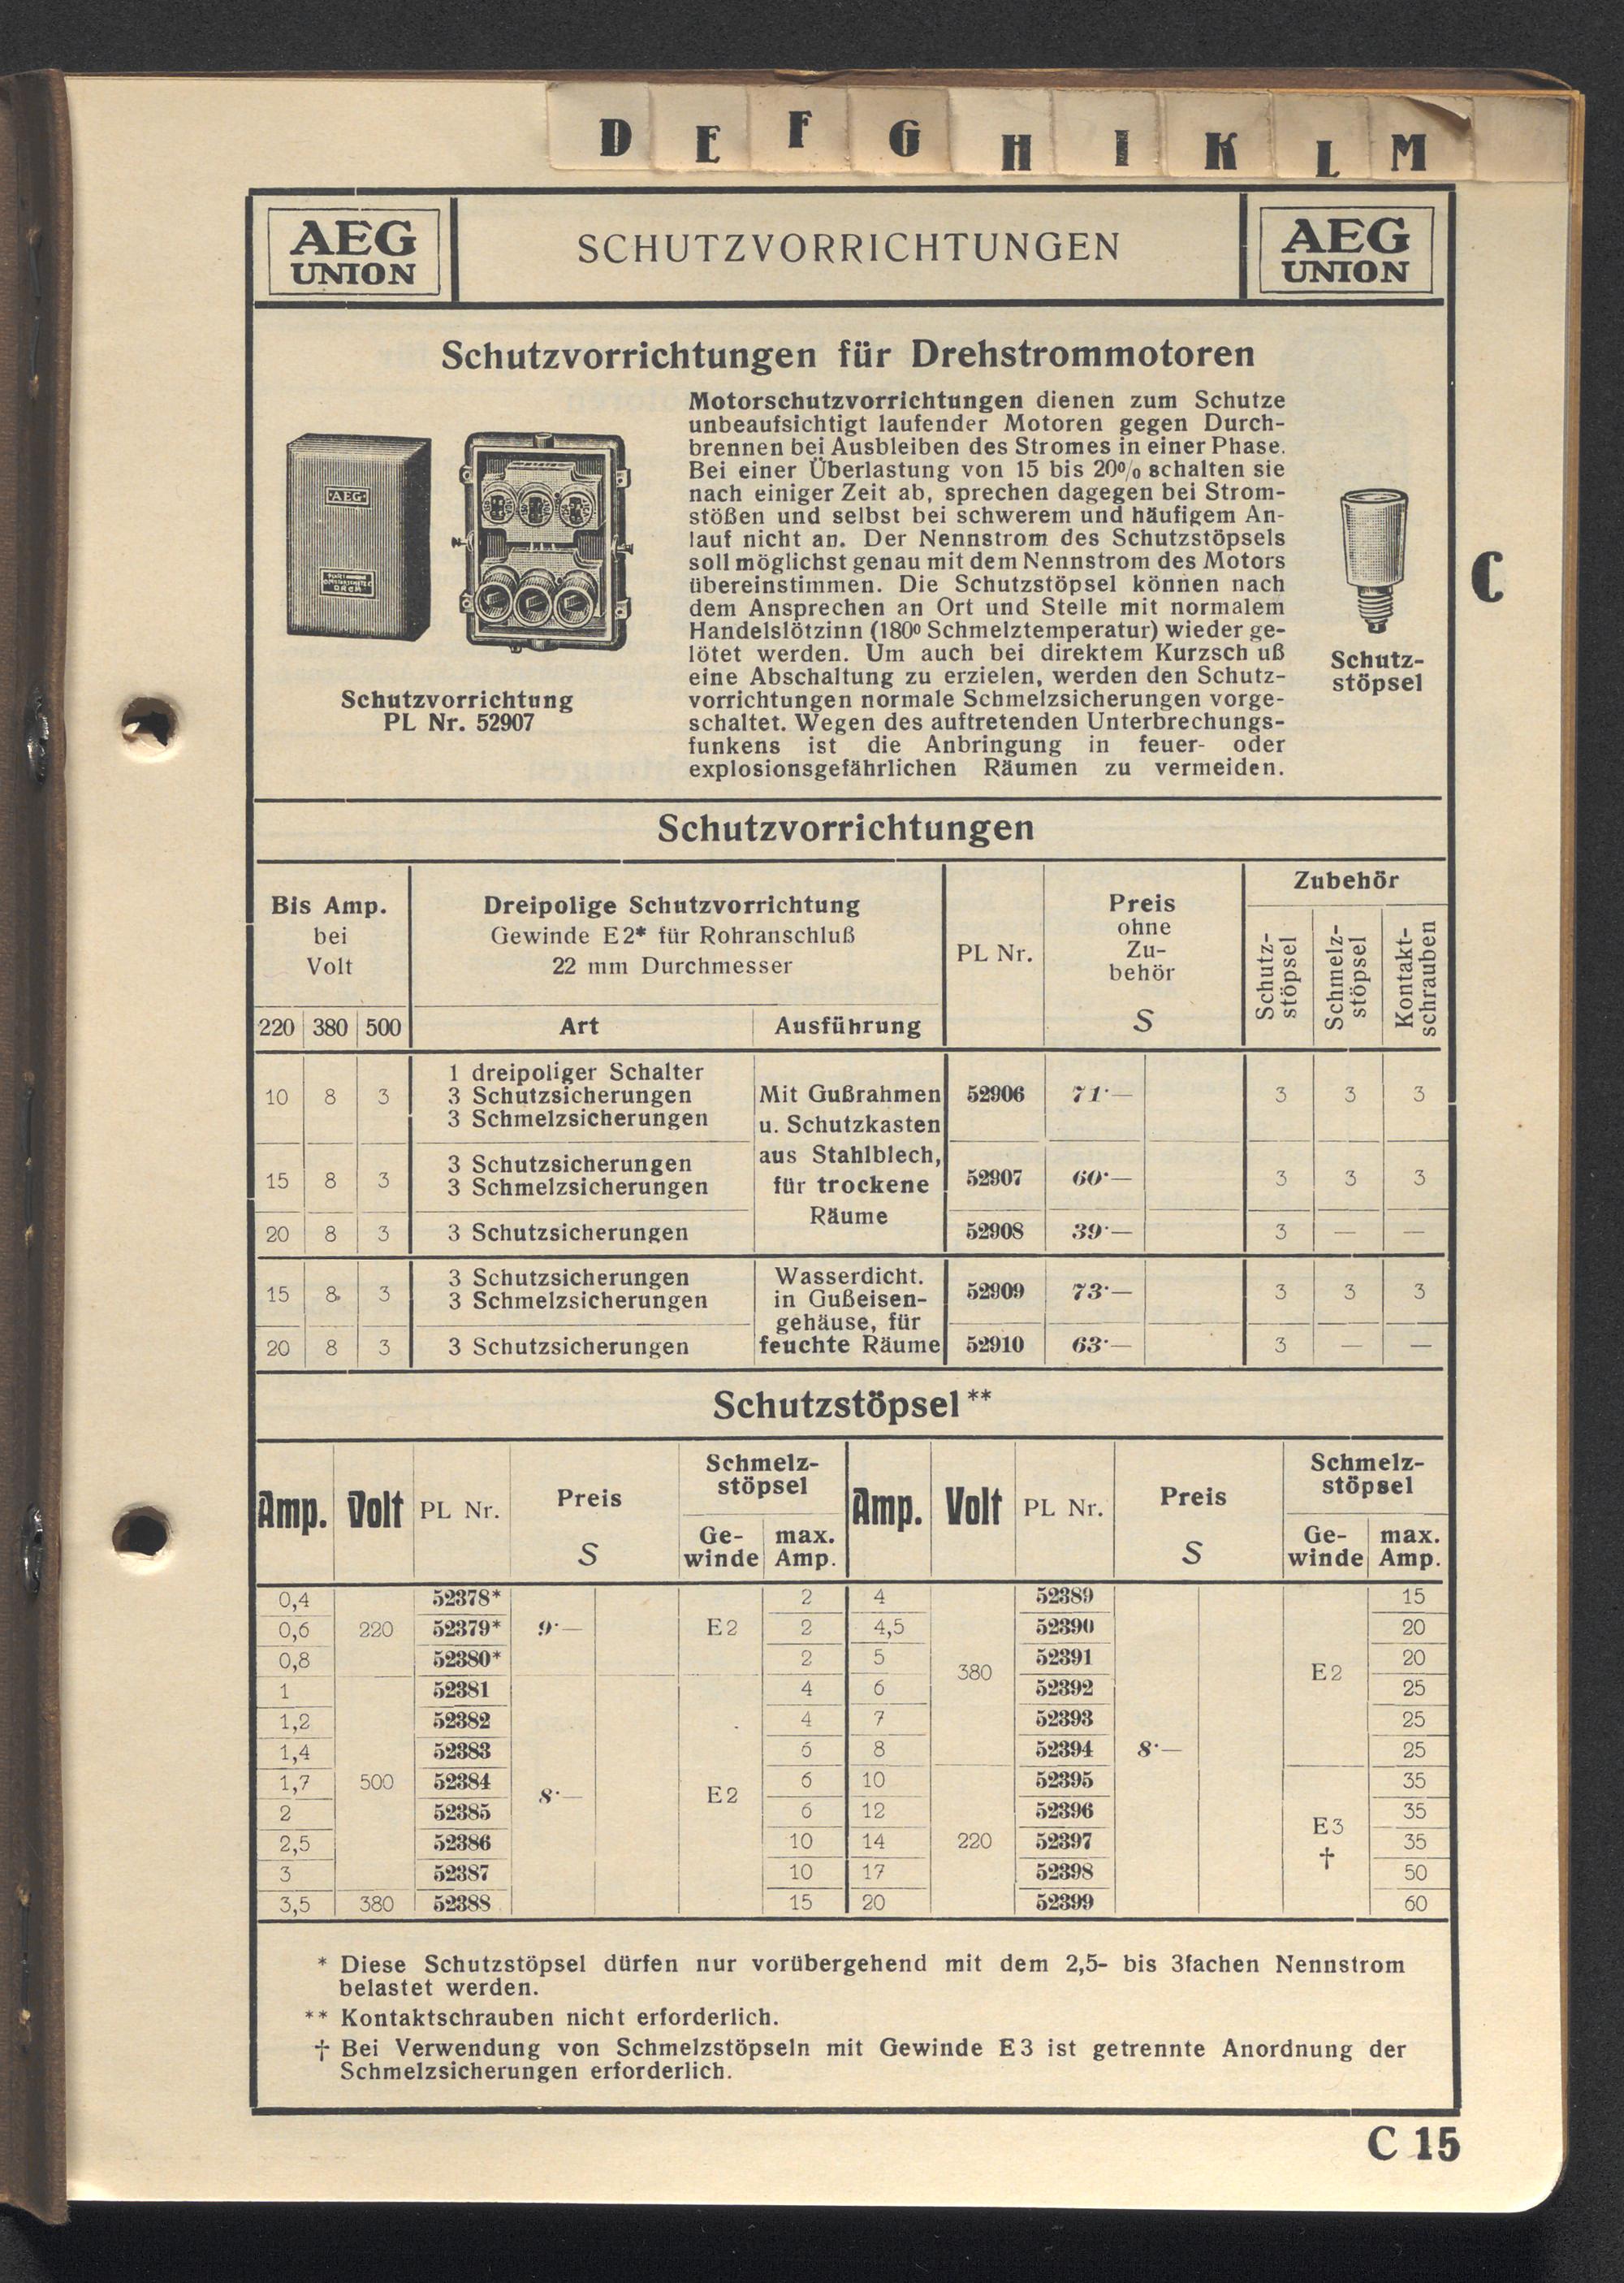 D E F G H I K L M
AEG
UNION
SCHUTZVORRICHTUNGEN
AEG
UNION
Schutzvorrichtungen für Drehstrommotoren
Motorschutzvorrichtungen dienen zum Schutze
unbeaufsichtigt laufender Motoren gegen Durch-
brennen bei Ausbleiben des Stromes in einer Phase.
Bei einer Überlastung von 15 bis 20% schalten sie
nach einiger Zeit ab, sprechen dagegen bei Strom-
stößen und selbst bei schwerem und häufigem An-
lauf nicht an. Der Nennstrom des Schutzstöpsels
soll möglichst genau mit dem Nennstrom des Motors
übereinstimmen. Die Schutzstöpsel können nach
dem Ansprechen an Ort und Stelle mit normalem
Handelslötzinn (180° Schmelztemperatur) wieder ge-
lötet werden. Um auch bei direktem Kurzsch uß
eine Abschaltung zu erzielen, werden den Schutz-
vorrichtungen normale Schmelzsicherungen vorge-
schaltet. Wegen des auftretenden Unterbrechungs-
funkens ist die Anbringung in feuer- oder
explosionsgefährlichen Räumen zu vermeiden.
AEG
Schutzvorrichtung
PL Nr. 52907
Schutz-
stöpsel
C
Schutzvorrichtungen
Bis Amp.
bei
Volt
220 380 500
Dreipolige Schutzvorrichtung
Gewinde E2* für Rohranschluß
22 mm Durchmesser
Art Ausführung
PL Nr.
Preis
ohne
Zu-
behör
S
Zubehör
Schutz-
stöpsel
Schmelz-
stöpsel
Kontakt-
schrauben
1 dreipoliger Schalter
10 8 3 3 Schutzsicherungen Mit Gußrahmen 52906 71·— 3 3 3
3 Schmelzsicherungen u. Schutzkasten
3 Schutzsicherungen aus Stahlblech,
15 8 3 3 Schmelzsicherungen für trockene 52907 60·— 3 3 3
Räume
20 8 3 3 Schutzsicherungen 52908 39·— 3 — —
3 Schutzsicherungen Wasserdicht.
15 8 3 3 Schmelzsicherungen in Gußeisen- 52909 73·— 3 3 3
gehäuse, für
20 8 3 3 Schutzsicherungen feuchte Räume 52910 63·— 3 — —
Schutzstöpsel**
Amp. Volt PL Nr. Preis
S
Schmelz-
stöpsel
Ge-
winde
max.
Amp.
Amp. Volt PL Nr. Preis
S
Schmelz-
stöpsel
Ge-
winde
max.
Amp.
0,4 52378* 2 4 52389 15
0,6 220 52379* 9·— E2 2 4,5 52390 20
0,8 52380* 2 5 380 52391 E2 20
1 52381 4 6 52392 25
1,2 52382 4 7 52393 25
1,4 52383 6 8 52394 8·— 25
1,7 500 52384 8·— E2 6 10 52395 35
2 52385 6 12 52396 E3 35
2,5 52386 10 14 220 52397 † 35
3 52387 10 17 52398 50
3,5 380 52388 15 20 52399 60
* Diese Schutzstöpsel dürfen nur vorübergehend mit dem 2,5- bis 3fachen Nennstrom
belastet werden.
** Kontaktschrauben nicht erforderlich.
† Bei Verwendung von Schmelzstöpseln mit Gewinde E3 ist getrennte Anordnung der
Schmelzsicherungen erforderlich.
C 15